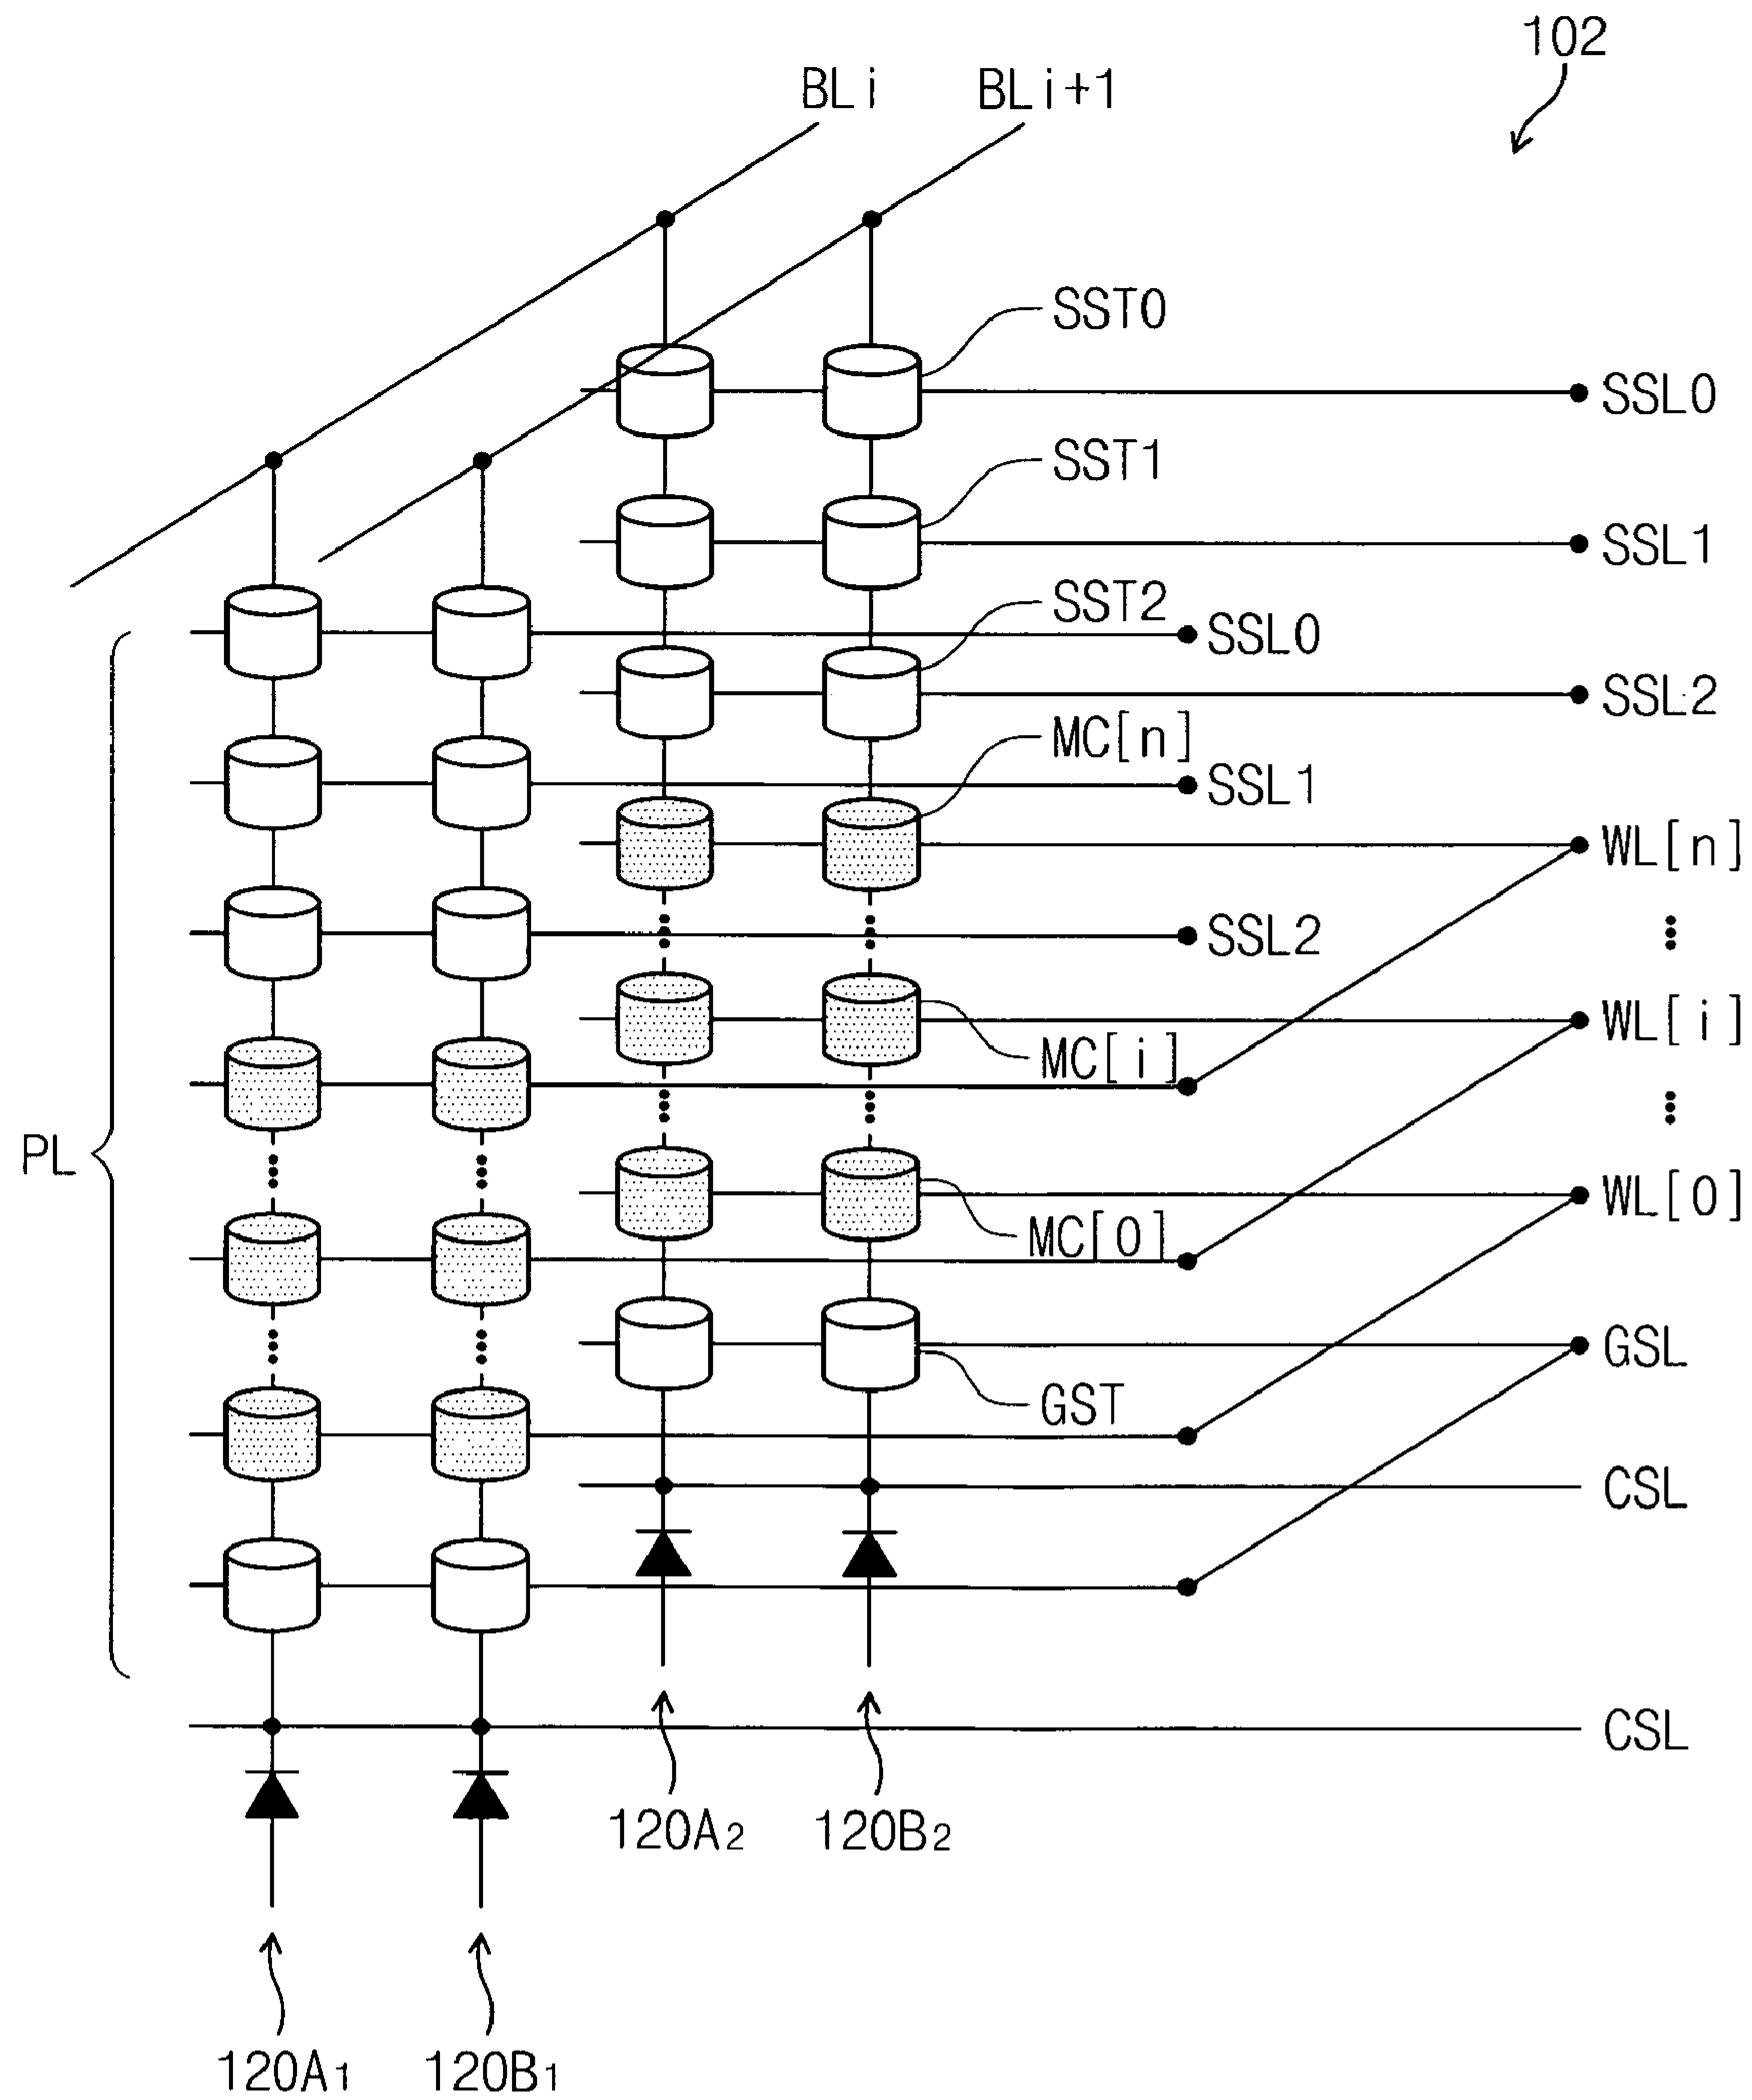 102
BLi
BLi+1
SST0
SSL0
SST1
SSL1
SST2
SSL0
SSL2
MC[n]
SSL1
WL[n]
SSL2
WL[i]
MC[i]
PL
WL[0]
MC[0]
GSL
GST
CSL
CSL
120A2
120B2
120A1
120B1